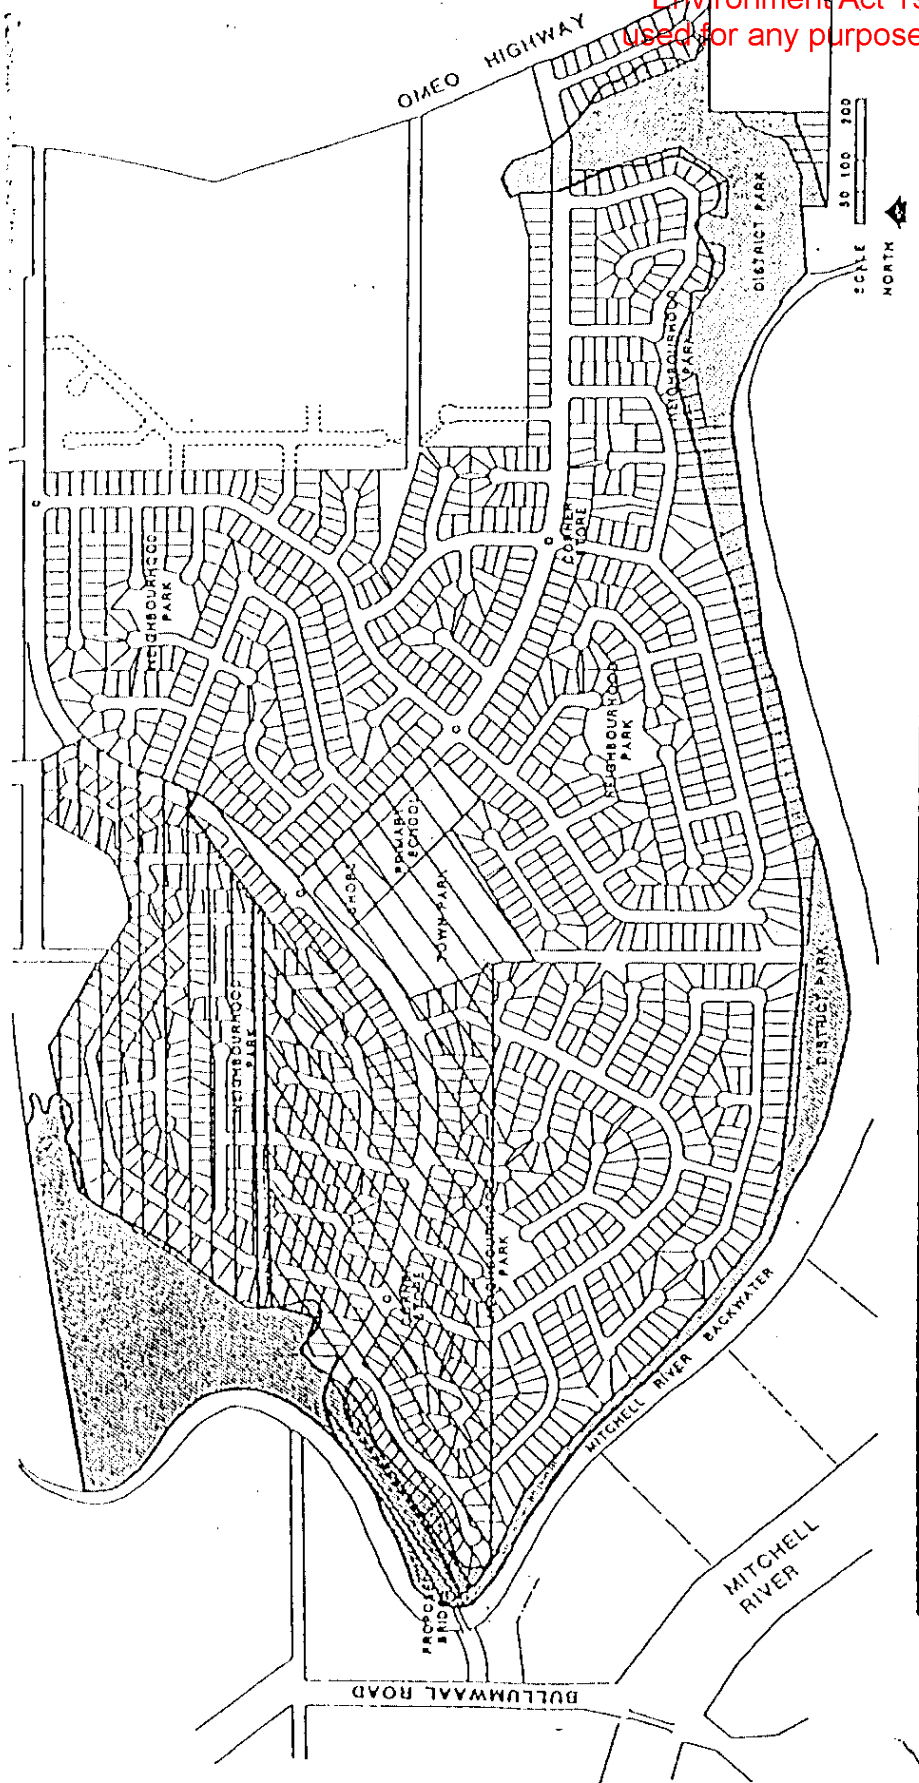 Environment Act 19
used for any purpose
OMEO HIGHWAY
50 100 200
SCALE
NORTH
DISTRICT PARK
NEIGHBOURHOOD
PARK
CORNER
STORE
NEIGHBOURHOOD
PARK
NEIGHBOURHOOD
PARK
PRIMARY
SCHOOL
SHOPS
TOWN PARK
NEIGHBOURHOOD
PARK
DISTRICT PARK
PARK
STORE
MITCHELL RIVER BACKWATER
PROPOSED
BRIDGE
MITCHELL
RIVER
BULLUMWAAL ROAD